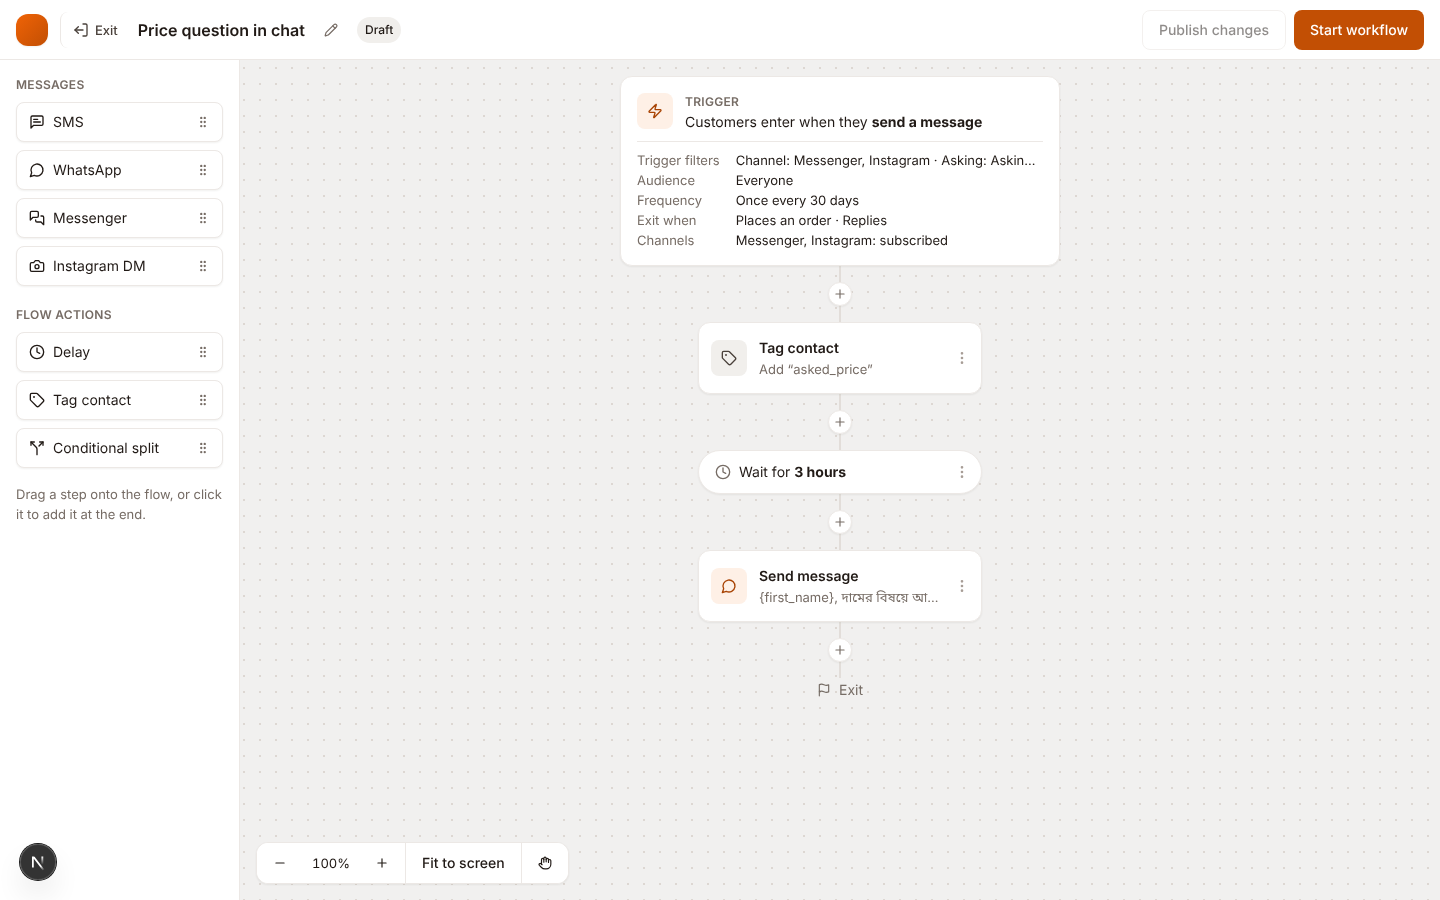 Exit
Price question in chat
Draft
Publish changes
Start workflow
MESSAGES
SMS
WhatsApp
Messenger
Instagram DM
FLOW ACTIONS
Delay
Tag contact
Conditional split
Drag a step onto the flow, or click
it to add it at the end.
TRIGGER
Customers enter when they send a message
Trigger filters Channel: Messenger, Instagram · Asking: Askin...
Audience Everyone
Frequency Once every 30 days
Exit when Places an order · Replies
Channels Messenger, Instagram: subscribed
Tag contact
Add “asked_price”
Wait for 3 hours
Send message
{first_name}, দামের বিষয়ে আ...
Exit
100%
Fit to screen
N